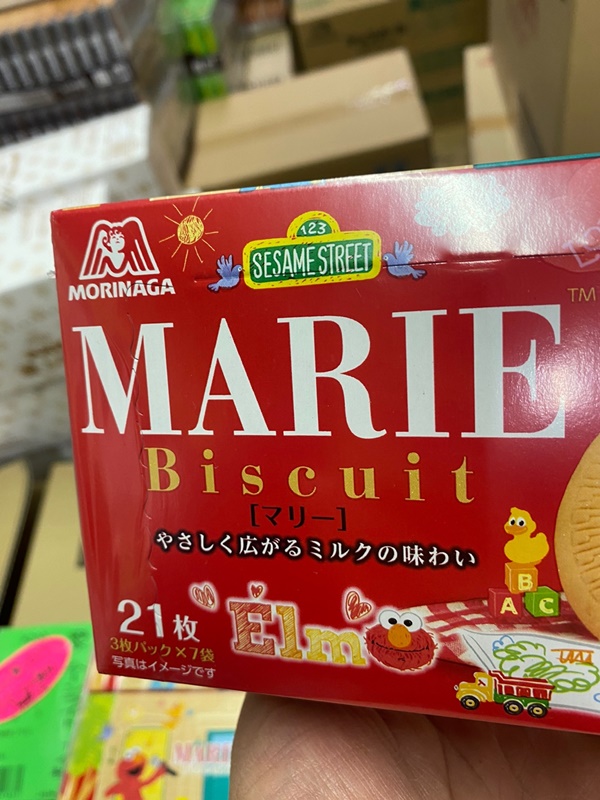 123
SESAME STREET
MORINAGA
MARIE
TM
Biscuit
[マリー]
やさしく広がるミルクの味わい
B
A C
21枚
3枚パック×7袋
写真はイメージです
Elmo